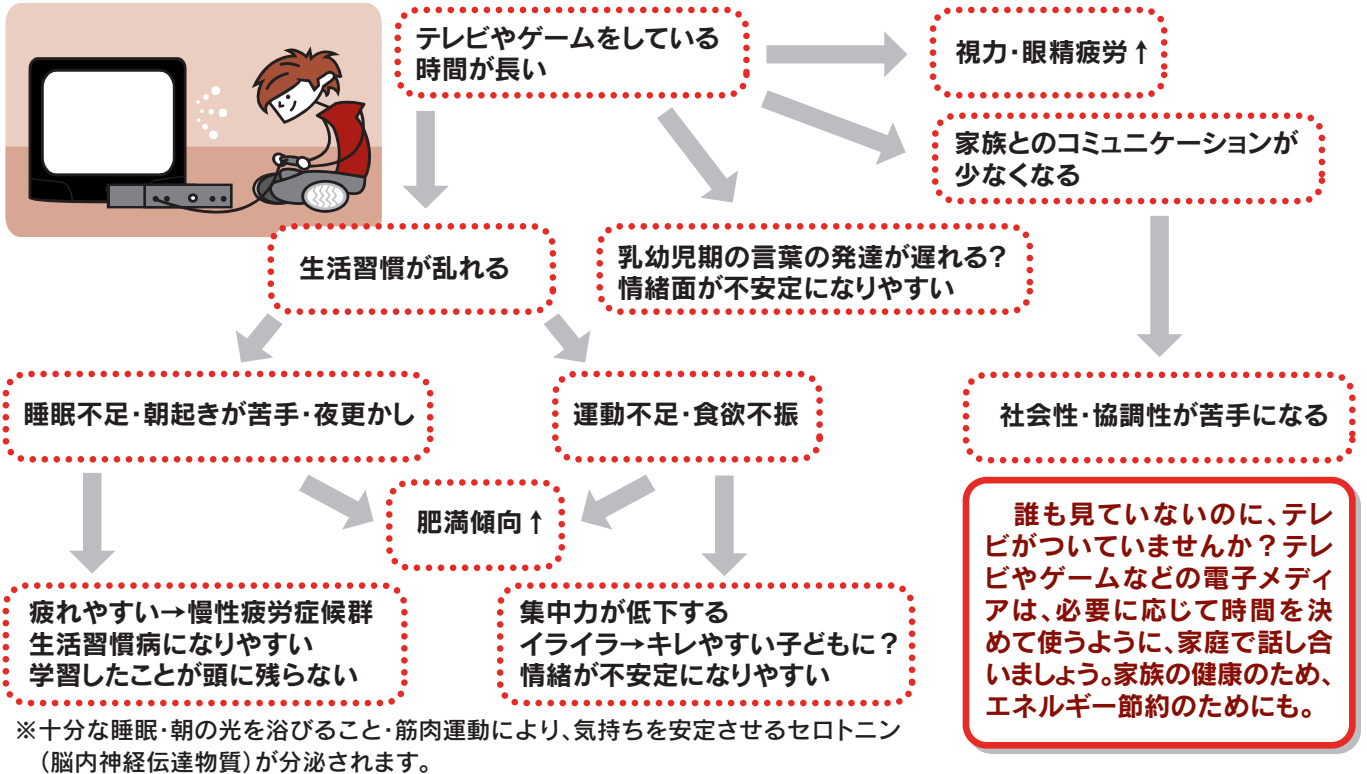 テレビやゲームをしている
時間が長い
視力・眼精疲労↑
家族とのコミュニケーションが
少なくなる
生活習慣が乱れる
乳幼児期の言葉の発達が遅れる？
情緒面が不安定になりやすい
睡眠不足・朝起きが苦手・夜更かし
運動不足・食欲不振
社会性・協調性が苦手になる
肥満傾向↑
疲れやすい→慢性疲労症候群
生活習慣病になりやすい
学習したことが頭に残らない
集中力が低下する
イライラ→キレやすい子どもに？
情緒が不安定になりやすい
誰も見ていないのに、テレ
ビがついていませんか？テレ
ビやゲームなどの電子メディ
アは、必要に応じて時間を決
めて使うように、家庭で話し合
いましょう。家族の健康のため、
エネルギー節約のためにも。
※十分な睡眠・朝の光を浴びること・筋肉運動により、気持ちを安定させるセロトニン
（脳内神経伝達物質）が分泌されます。